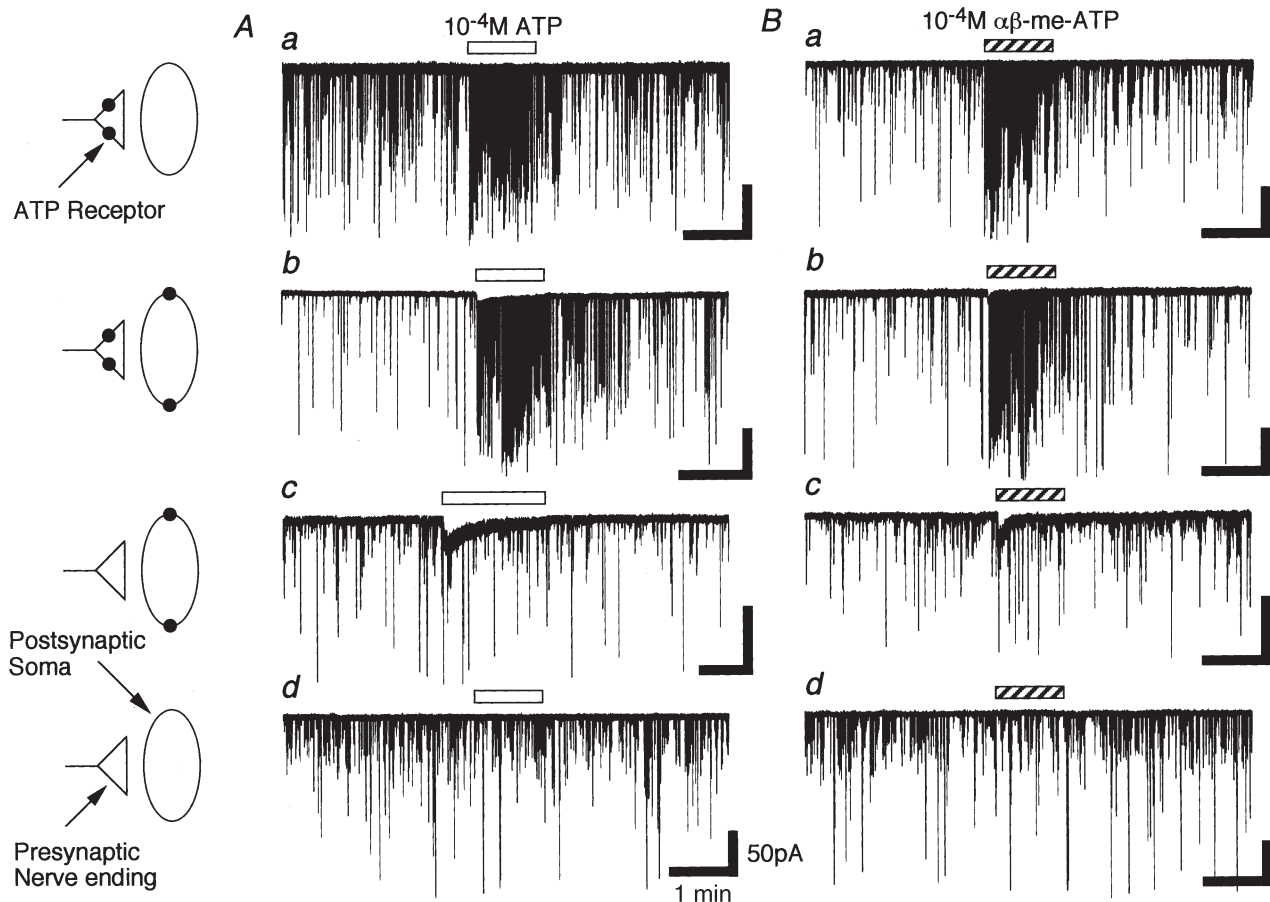 A
10⁻⁴M ATP
a
B
10⁻⁴M αβ-me-ATP
a
ATP Receptor
b
b
c
c
Postsynaptic
Soma
d
d
Presynaptic
Nerve ending
50pA
1 min